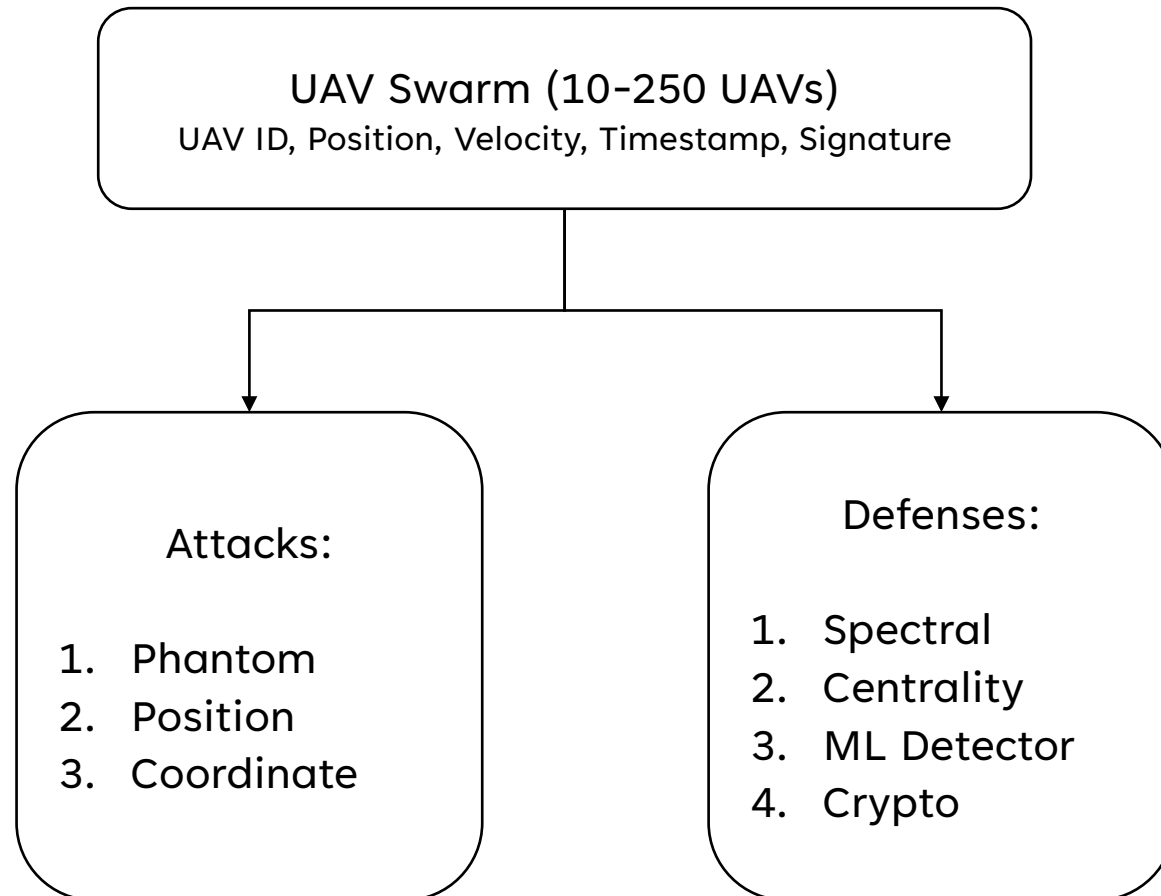 UAV Swarm (10-250 UAVs)
UAV ID, Position, Velocity, Timestamp, Signature
Attacks:
1. Phantom
2. Position
3. Coordinate
Defenses:
1. Spectral
2. Centrality
3. ML Detector
4. Crypto